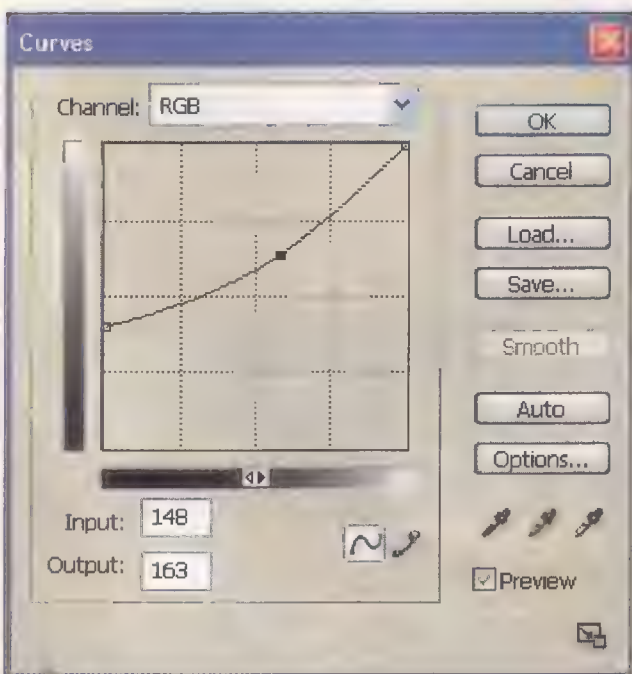 Curves
Channel: RGB
OK
Cancel
Load...
Save...
Smooth
Auto
Options...
Input: 148
Output: 163
Preview